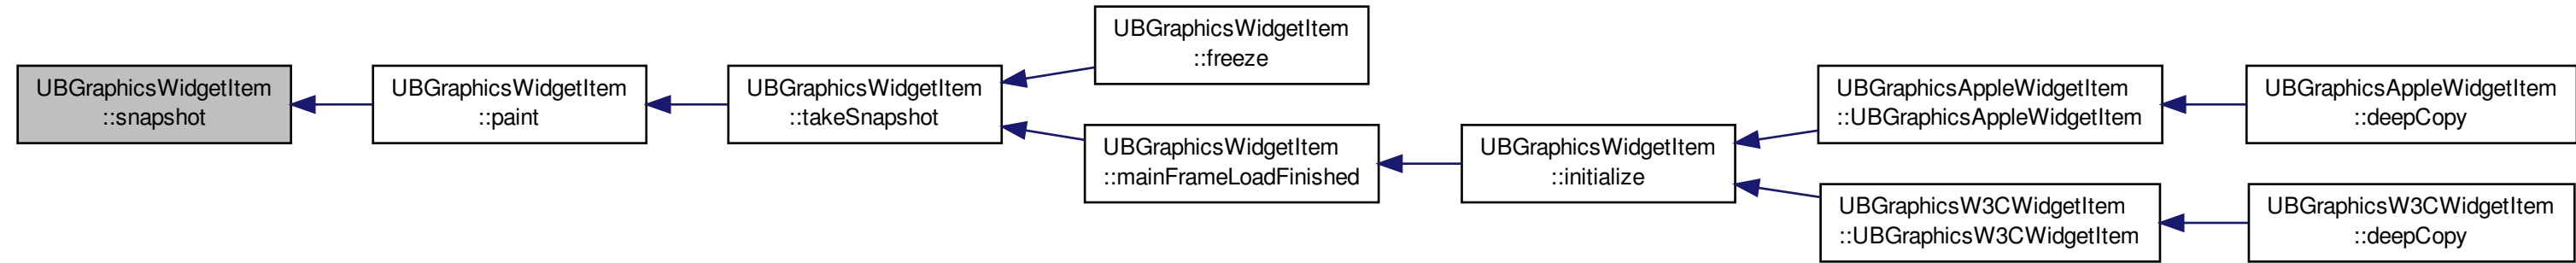 UBGraphicsWidgetItem
::snapshot
UBGraphicsWidgetItem
::paint
UBGraphicsWidgetItem
::takeSnapshot
UBGraphicsWidgetItem
::freeze
UBGraphicsWidgetItem
::mainFrameLoadFinished
UBGraphicsWidgetItem
::initialize
UBGraphicsAppleWidgetItem
::UBGraphicsAppleWidgetItem
UBGraphicsAppleWidgetItem
::deepCopy
UBGraphicsW3CWidgetItem
::UBGraphicsW3CWidgetItem
UBGraphicsW3CWidgetItem
::deepCopy